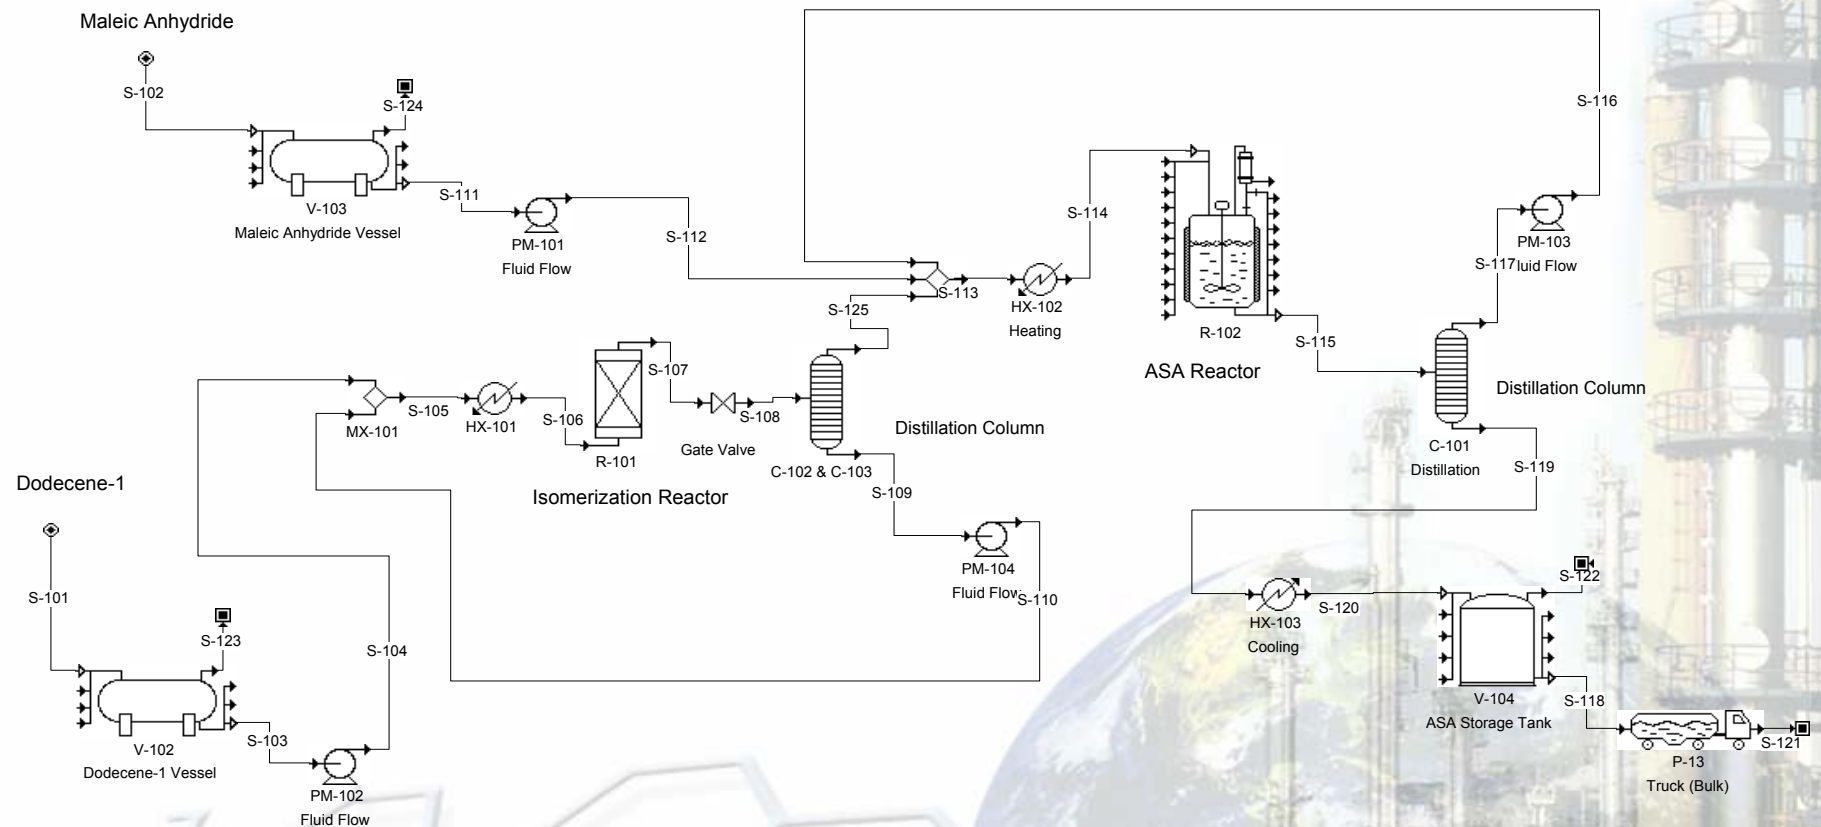 Maleic Anhydride
S-102
S-124
V-103
Maleic Anhydride Vessel
S-111
PM-101
Fluid Flow
S-112
S-116
S-113
S-125
HX-102
Heating
S-114
R-102
ASA Reactor
S-115
PM-103
S-117
luid Flow
Distillation Column
C-101
Distillation
S-119
MX-101
S-105
HX-101
S-106
R-101
Isomerization Reactor
S-107
Gate Valve
S-108
C-102 & C-103
Distillation Column
S-109
PM-104
Fluid Flow
S-110
Dodecene-1
S-101
S-123
V-102
Dodecene-1 Vessel
S-103
PM-102
Fluid Flow
S-104
HX-103
Cooling
S-120
S-122
V-104
ASA Storage Tank
S-118
S-121
P-13
Truck (Bulk)